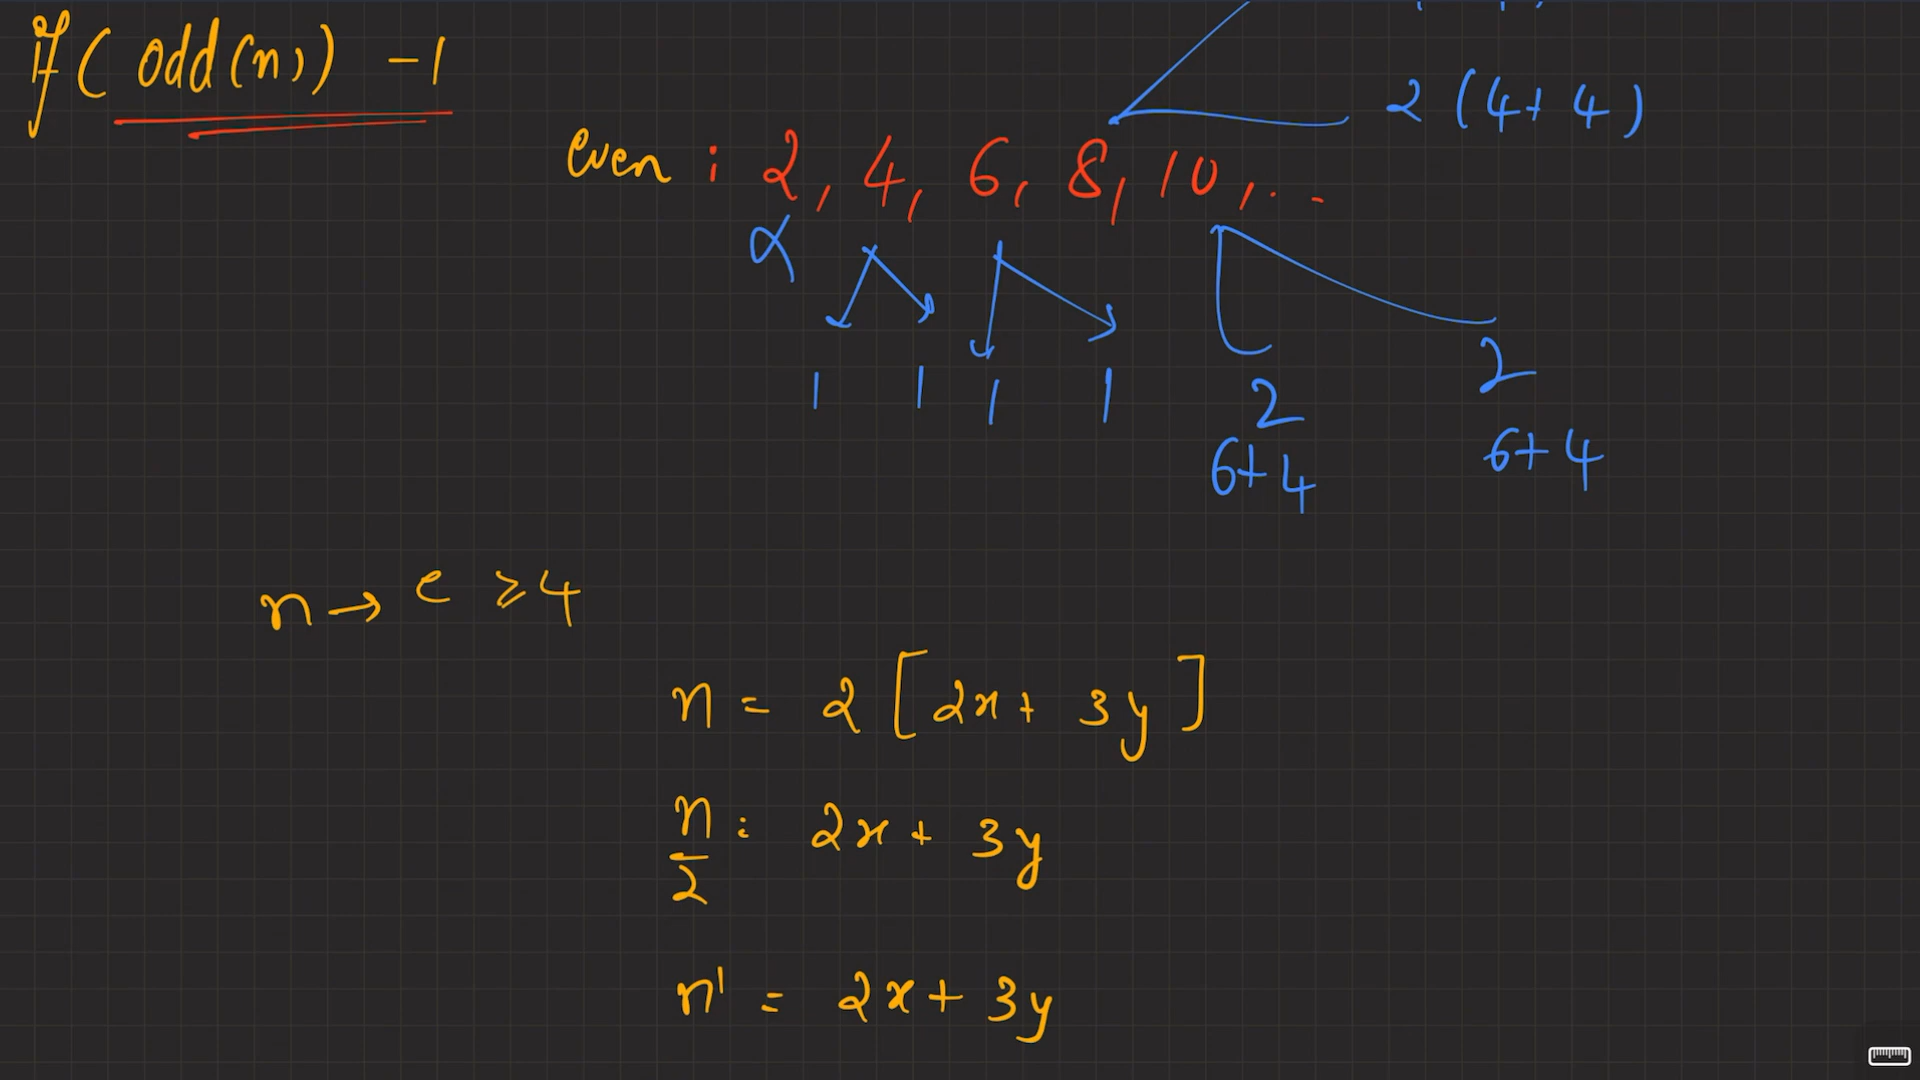 if ( odd(n)) -1
2 (4+4)
even : 2, 4, 6, 8, 10, ...
α
1 1 1 1
2 2
6+4 6+4
n → e ≥ 4
n = 2 [ 2x + 3y ]
n/2 = 2x + 3y
n' = 2x + 3y